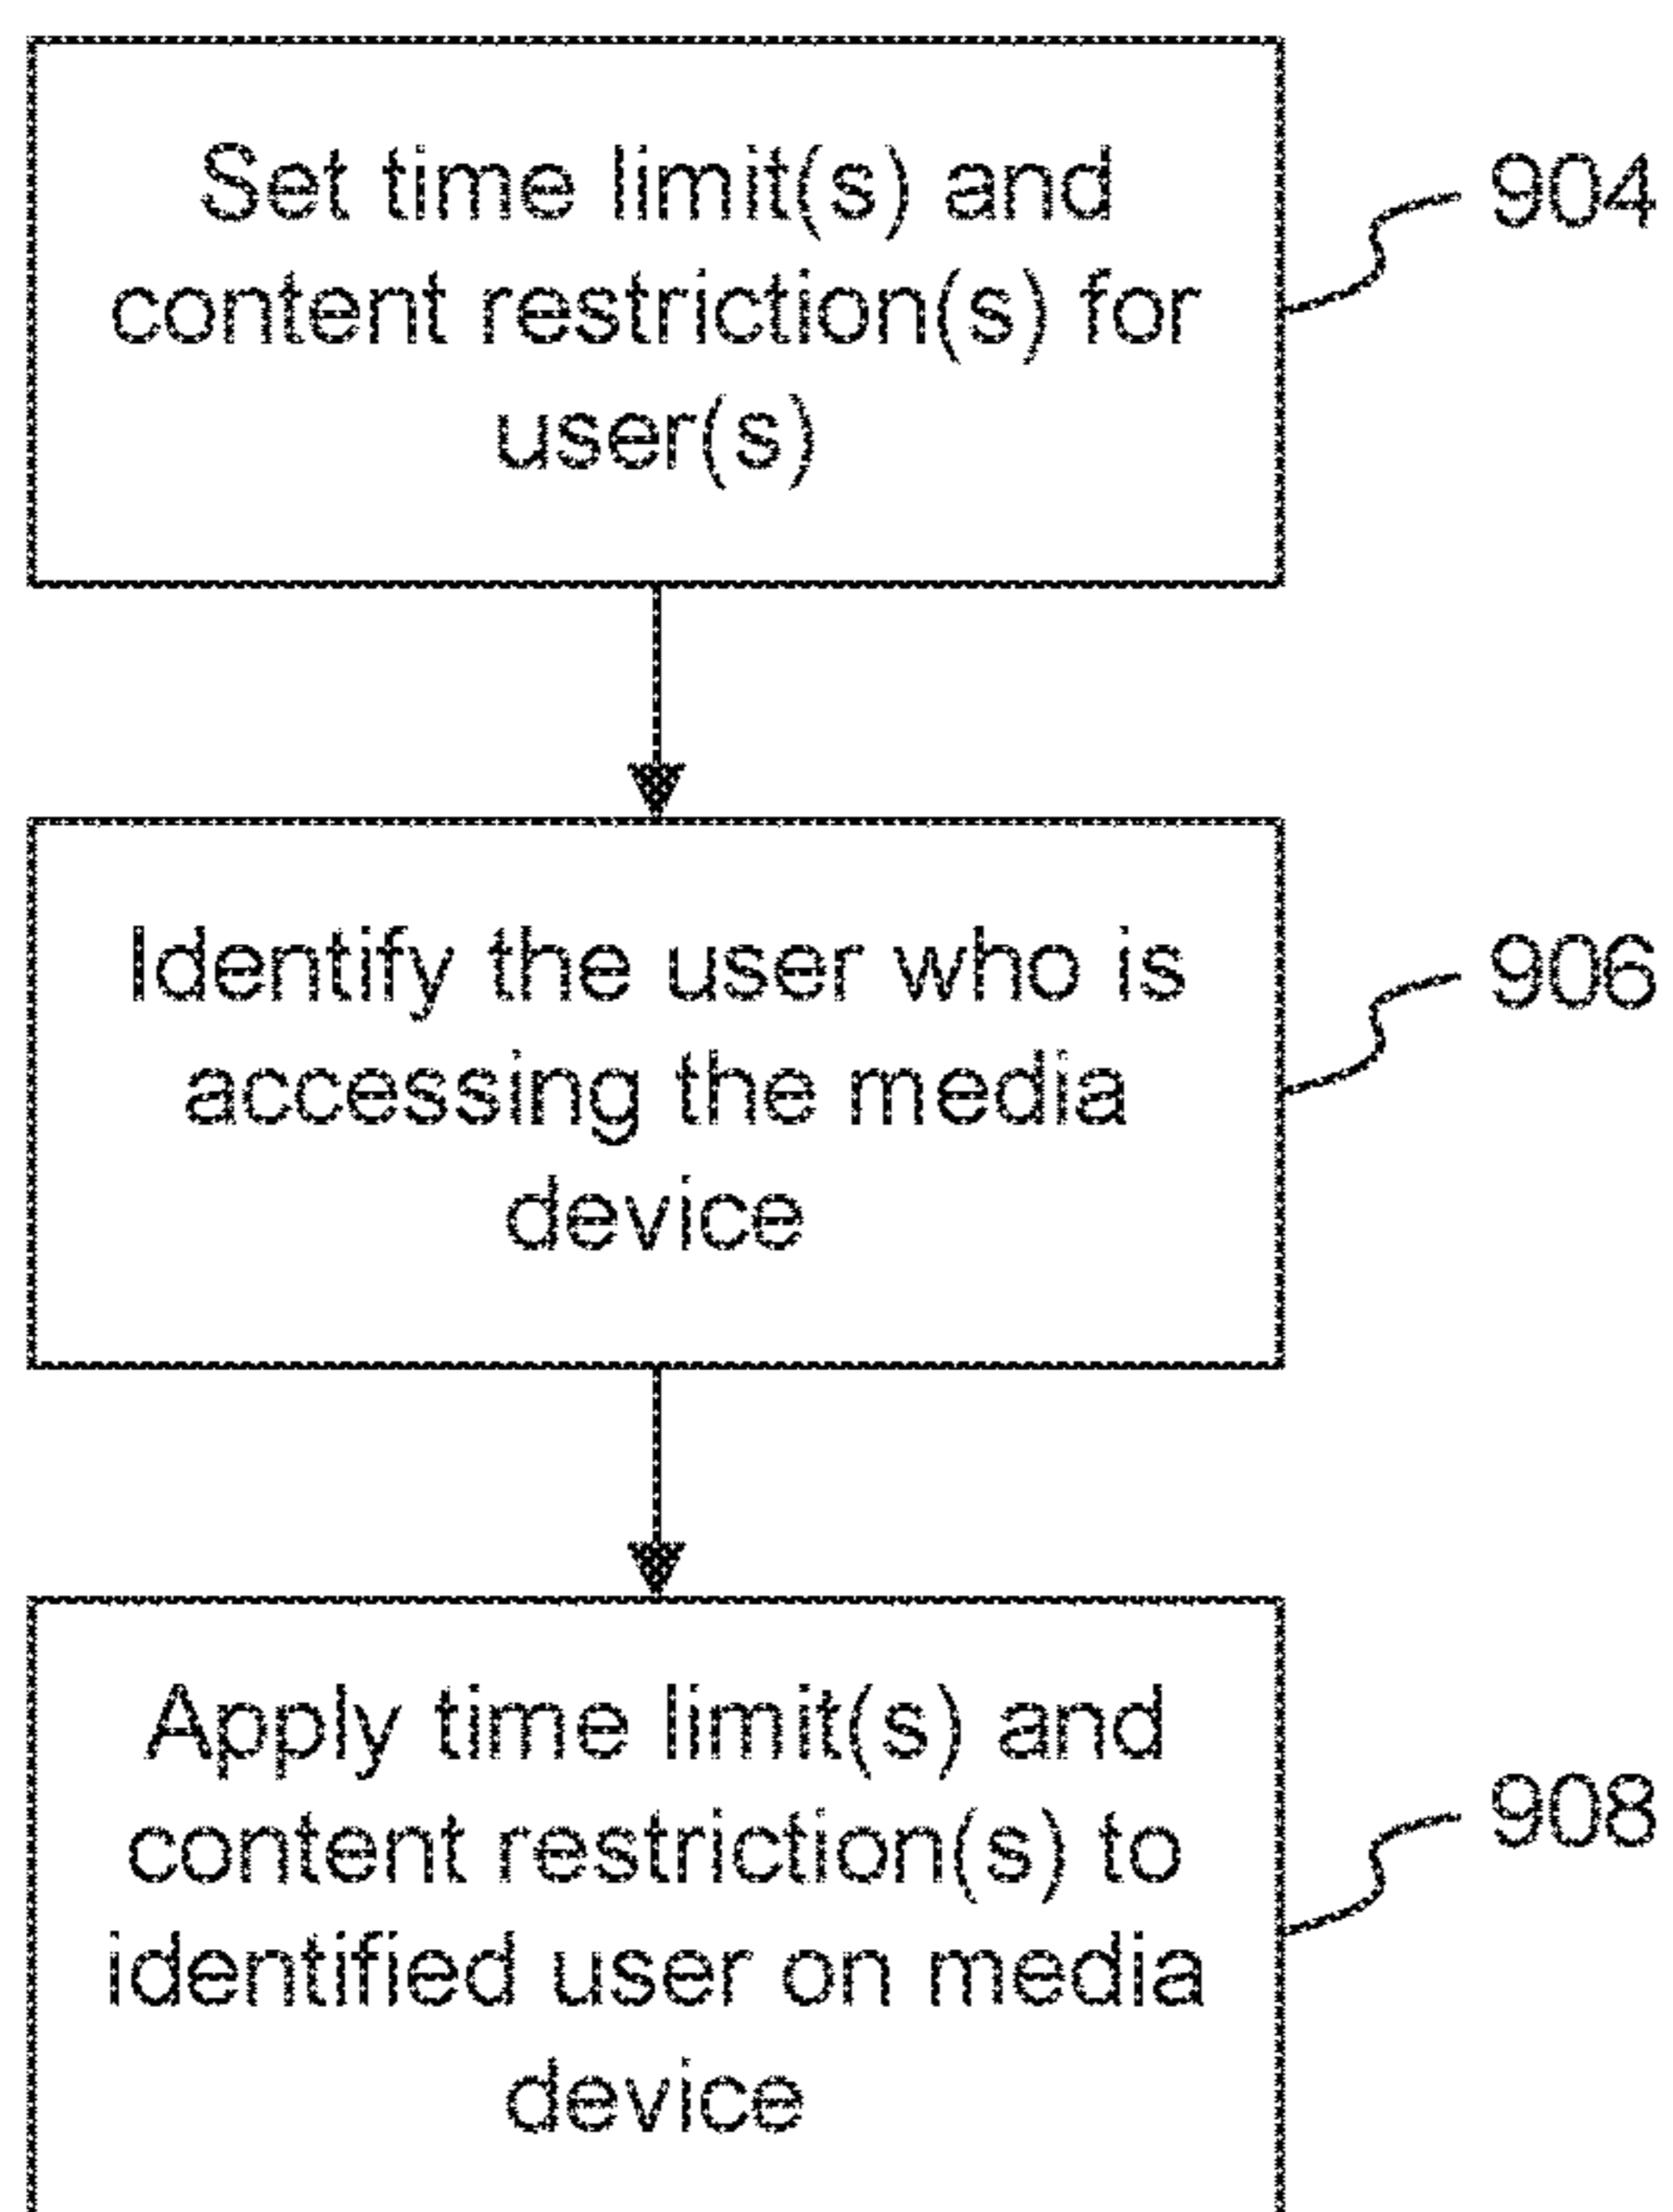 Set time limit(s) and
content restriction(s) for
user(s)
904
Identify the user who is
accessing the media
device
906
Apply time limit(s) and
content restriction(s) to
identified user on media
device
908